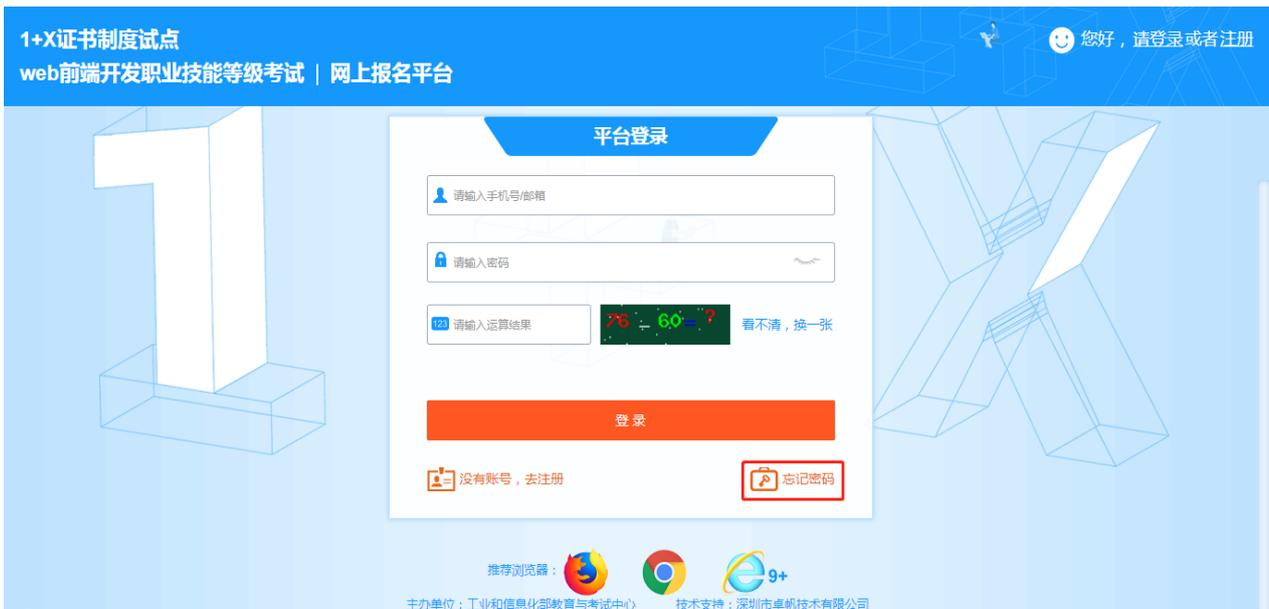 1+X证书制度试点
您好，请登录或者注册
web前端开发职业技能等级考试 | 网上报名平台
平台登录
请输入手机号/邮箱
请输入密码
123 请输入运算结果
76 - 60 = ?
看不清，换一张
登录
没有账号，去注册
忘记密码
推荐浏览器：
9+
主办单位：工业和信息化部教育与考试中心
技术支持：深圳市卓帆技术有限公司